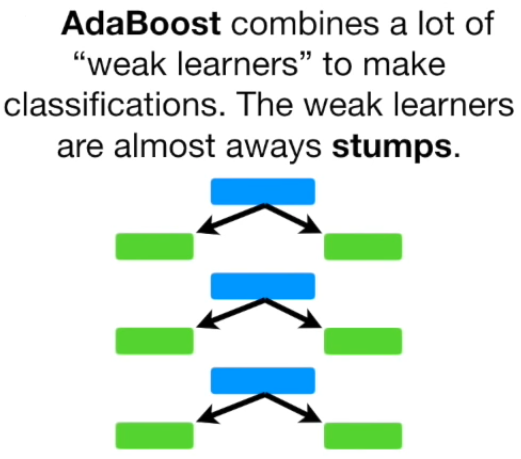 AdaBoost combines a lot of
“weak learners” to make
classifications. The weak learners
are almost aways stumps.